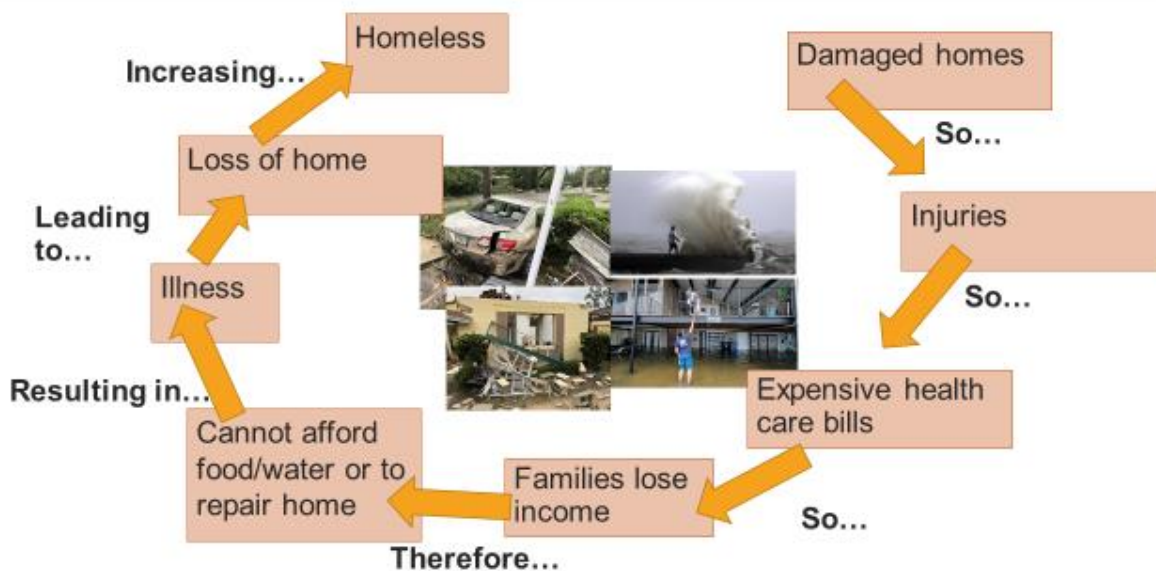 Damaged homes
So…
Injuries
So…
Expensive health
care bills
So…
Families lose
income
Therefore…
Cannot afford
food/water or to
repair home
Resulting in…
Illness
Leading
to…
Loss of home
Increasing…
Homeless